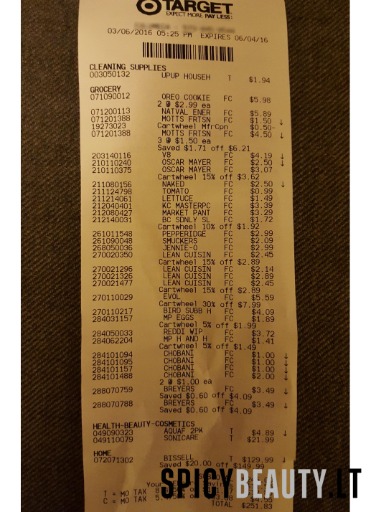 TARGET
EXPECT MORE. PAY LESS.
03/06/2016 05:25 PM EXPIRES 06/04/16
CLEANING SUPPLIES
003050132 UPUP HOUSEH T $1.94
GROCERY
071090012 OREO COOKIE FC $5.98
2 @ $2.99 ea
071200113 NATVAL ENER FC $5.89
071201388 MOTTS FRTSN FC $1.50 ↓
19273023 Cartwheel MfrCpn $0.50-
071201388 MOTTS FRTSN FC $4.50 ↓
3 @ $1.50 ea
Saved $1.71 off $6.21
203140116 V8 FC $4.19 ↓
210110240 OSCAR MAYER FC $2.50 ↓
210110375 OSCAR MAYER FC $3.07
Cartwheel 15% off $3.62
211080156 NAKED FC $2.50 ↓
211124798 TOMATO FC $0.99
211214061 LETTUCE FC $1.49
212040401 KC MASTERPC FC $3.39
212080427 MARKET PANT FC $3.29
212140031 BC SDNLY SL FC $1.72
Cartwheel 10% off $1.92
261011548 PEPPERIDGE FC $2.99
261090048 SMUCKERS FC $2.09
268050036 JENNIE-O FC $2.99
270020350 LEAN CUISIN FC $2.45
Cartwheel 15% off $2.89
270021296 LEAN CUISIN FC $2.14
270021326 LEAN CUISIN FC $2.89
270021477 LEAN CUISIN FC $2.45
Cartwheel 15% off $2.89
270110029 EVOL FC $5.59
Cartwheel 30% off $7.99
270110217 BIRD SUBB H FC $4.09
284031157 MP EGGS FC $1.89
Cartwheel 5% off $1.99
284050033 REDDI WIP FC $3.72
284062204 MP H AND H FC $1.41
Cartwheel 5% off $1.49
284101094 CHOBANI FC $1.00 ↓
284101095 CHOBANI FC $1.00 ↓
284101157 CHOBANI FC $1.00 ↓
284101488 CHOBANI FC $2.00 ↓
2 @ $1.00 ea
288070759 BREYERS FC $3.49 ↓
Saved $0.60 off $4.09
288070788 BREYERS FC $3.49 ↓
Saved $0.60 off $4.09
HEALTH-BEAUTY-COSMETICS
049090323 AQUAF 2PK T $4.89 ↓
049110079 SONICARE T $21.99
HOME
072071302 BISSELL T $129.99 ↓
Saved $20.00 off $149.99
SPICYBEAUTY.LT
TOTAL $251.83